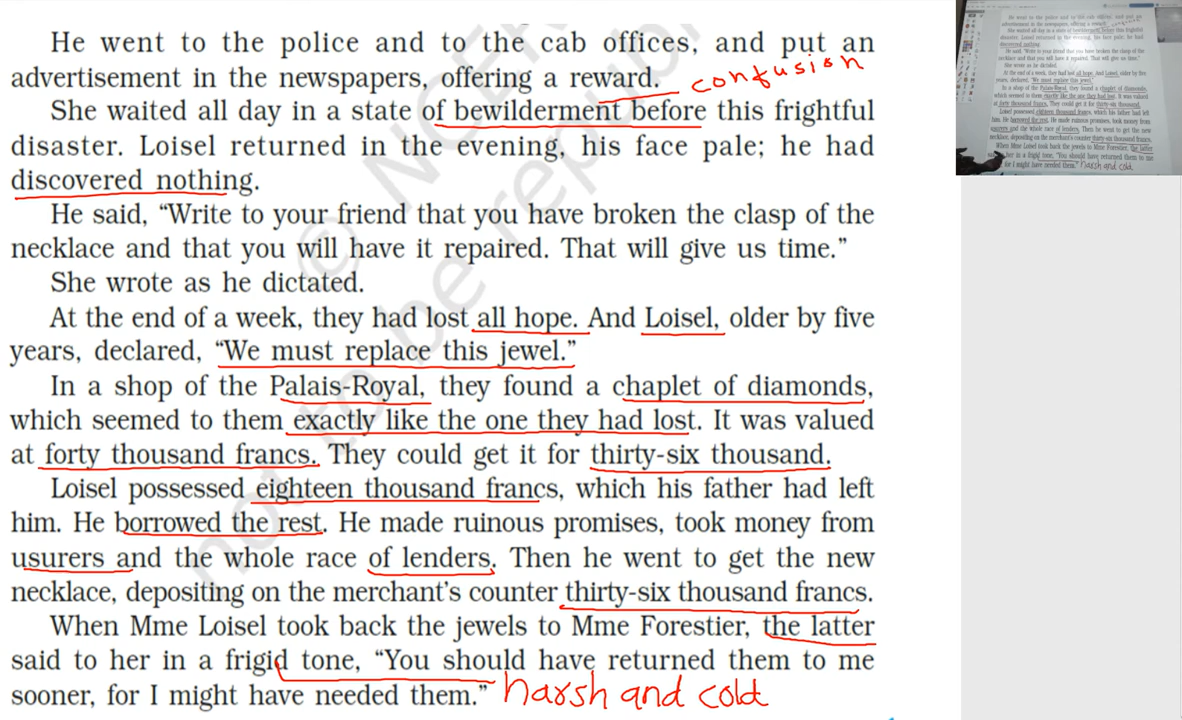 He went to the police and to the cab offices, and put an
advertisement in the newspapers, offering a reward. confusion
She waited all day in a state of bewilderment before this frightful
disaster. Loisel returned in the evening, his face pale; he had
discovered nothing.
He said, “Write to your friend that you have broken the clasp of the
necklace and that you will have it repaired. That will give us time.”
She wrote as he dictated.
At the end of a week, they had lost all hope. And Loisel, older by five
years, declared, “We must replace this jewel.”
In a shop of the Palais-Royal, they found a chaplet of diamonds,
which seemed to them exactly like the one they had lost. It was valued
at forty thousand francs. They could get it for thirty-six thousand.
Loisel possessed eighteen thousand francs, which his father had left
him. He borrowed the rest. He made ruinous promises, took money from
usurers and the whole race of lenders. Then he went to get the new
necklace, depositing on the merchant’s counter thirty-six thousand francs.
When Mme Loisel took back the jewels to Mme Forestier, the latter
said to her in a frigid tone, “You should have returned them to me
sooner, for I might have needed them.” harsh and cold
not to be republ
© NCER